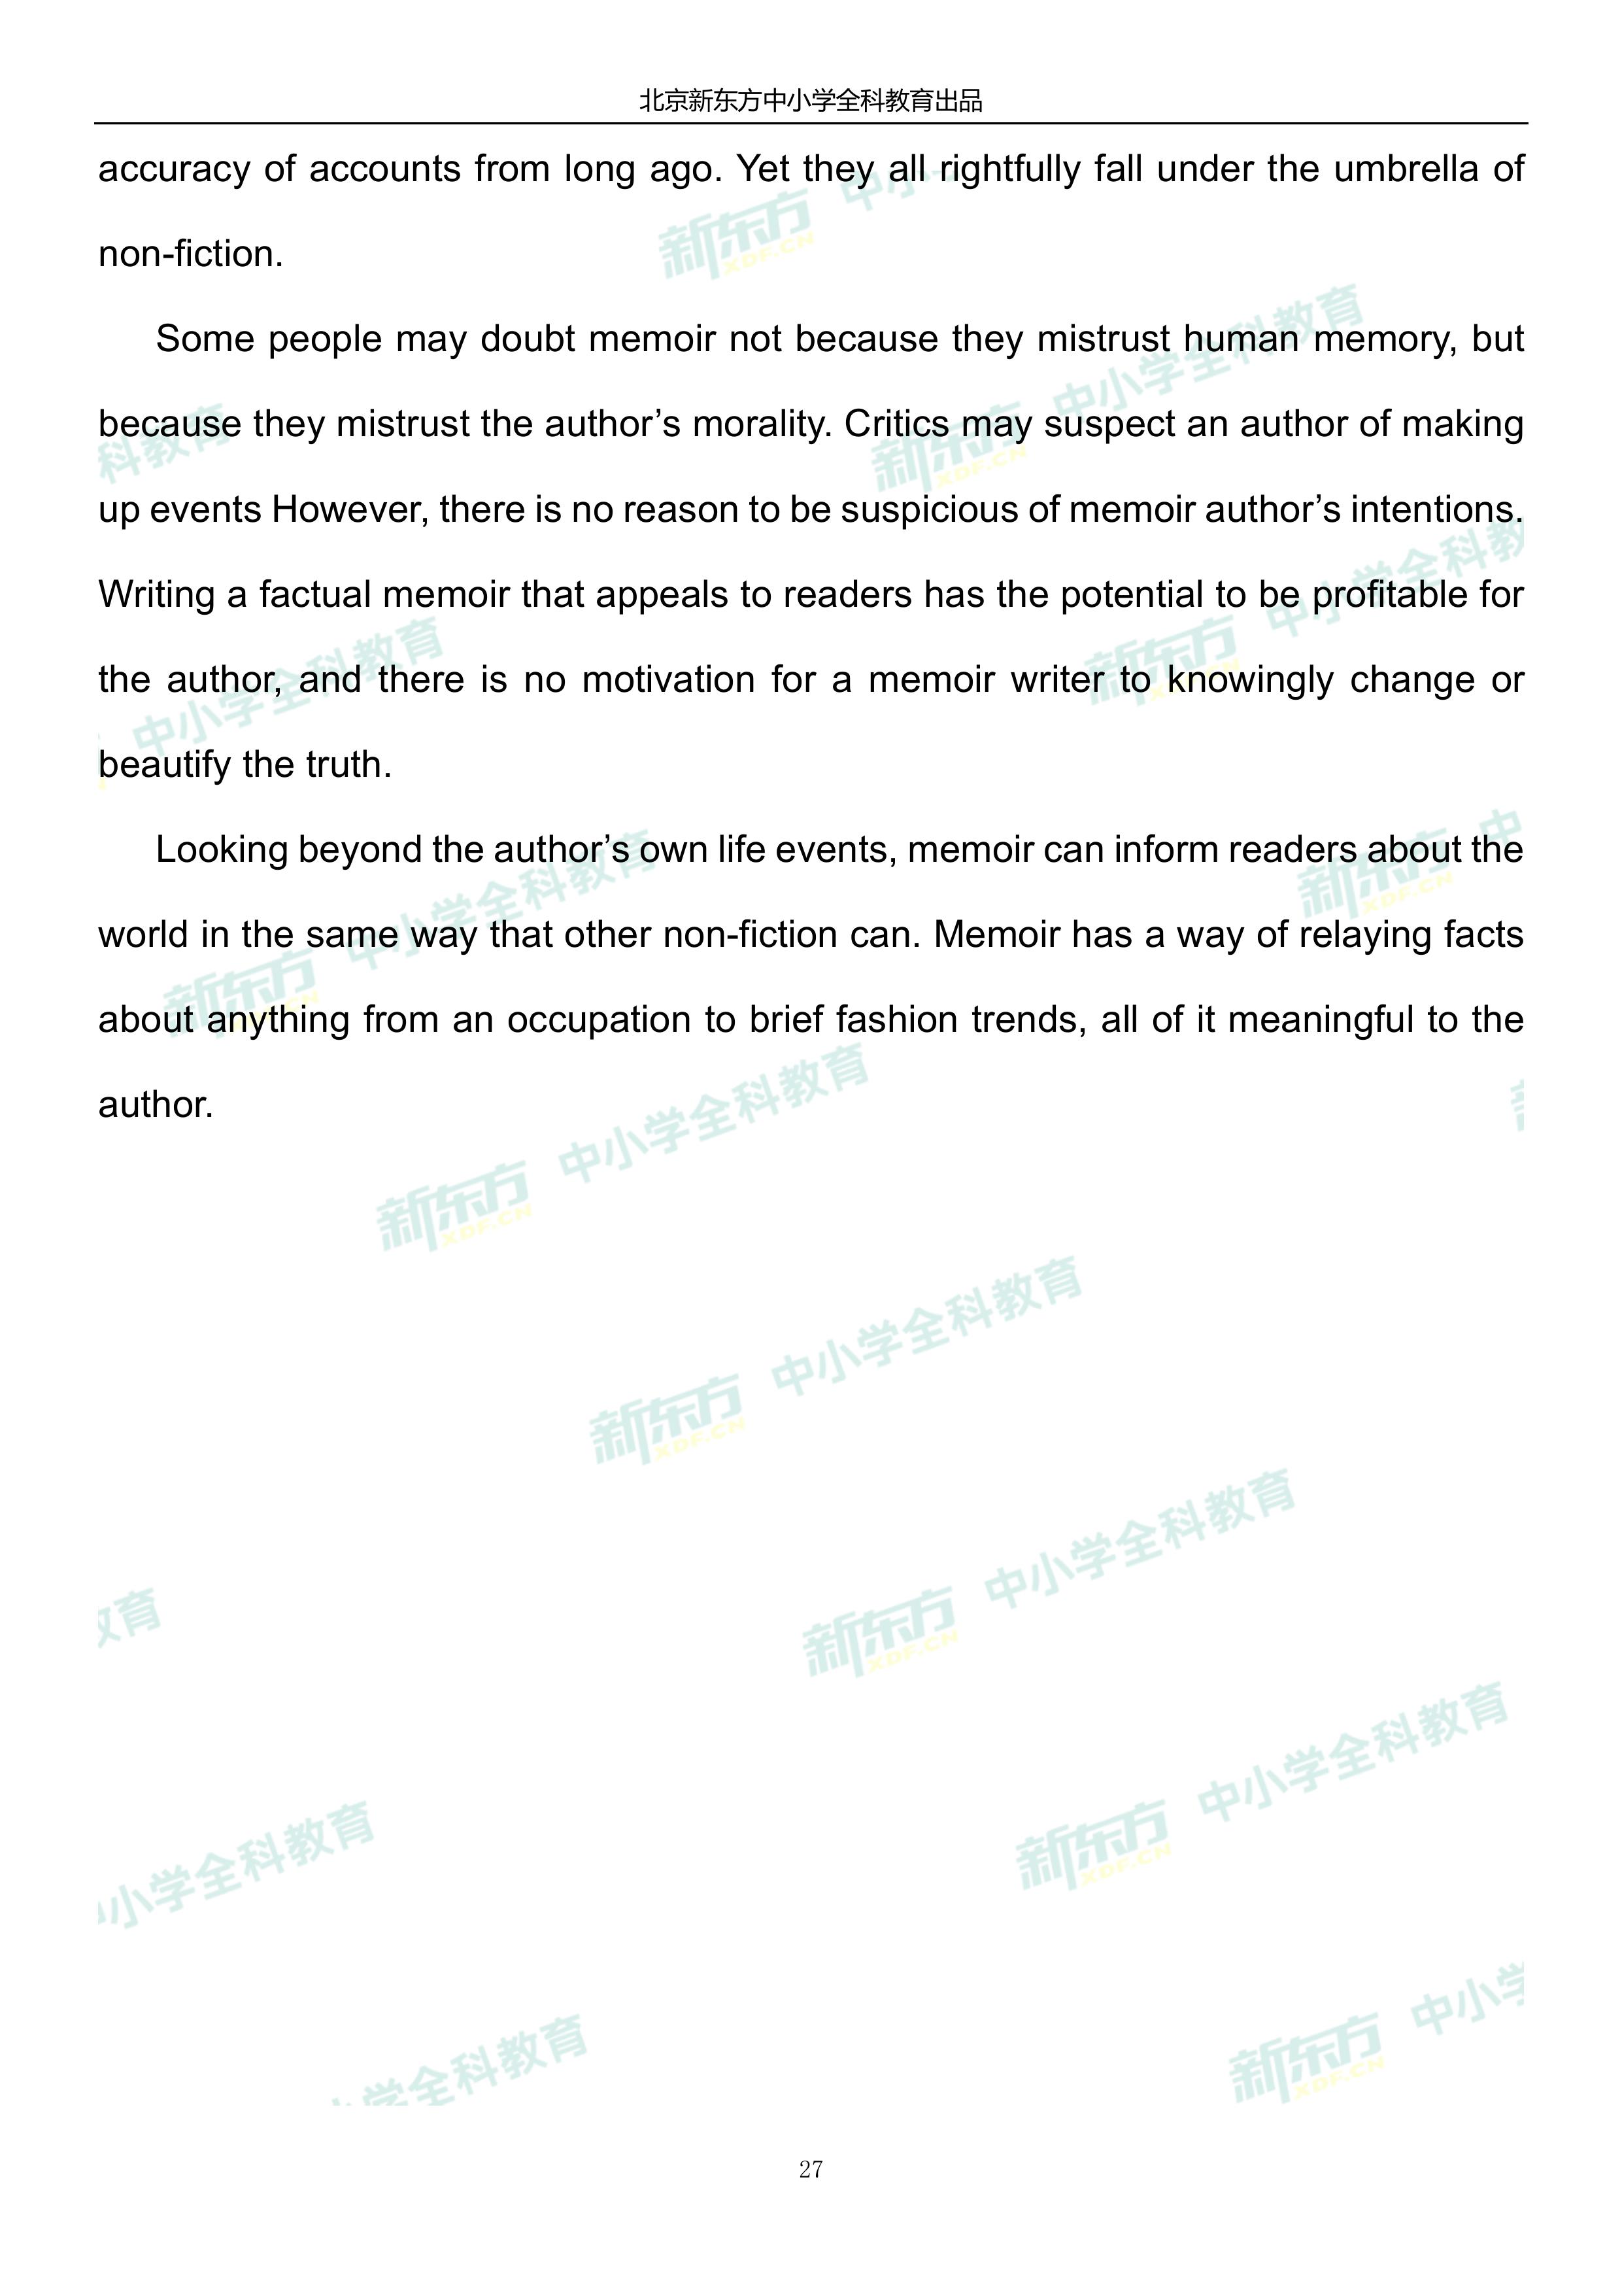 北京新东方中小学全科教育出品
accuracy of accounts from long ago. Yet they all rightfully fall under the umbrella of
non-fiction.
Some people may doubt memoir not because they mistrust human memory, but
because they mistrust the author’s morality. Critics may suspect an author of making
up events However, there is no reason to be suspicious of memoir author’s intentions.
Writing a factual memoir that appeals to readers has the potential to be profitable for
the author, and there is no motivation for a memoir writer to knowingly change or
beautify the truth.
Looking beyond the author’s own life events, memoir can inform readers about the
world in the same way that other non-fiction can. Memoir has a way of relaying facts
about anything from an occupation to brief fashion trends, all of it meaningful to the
author.
新东方 XDF.CN 中小学全科教育
27